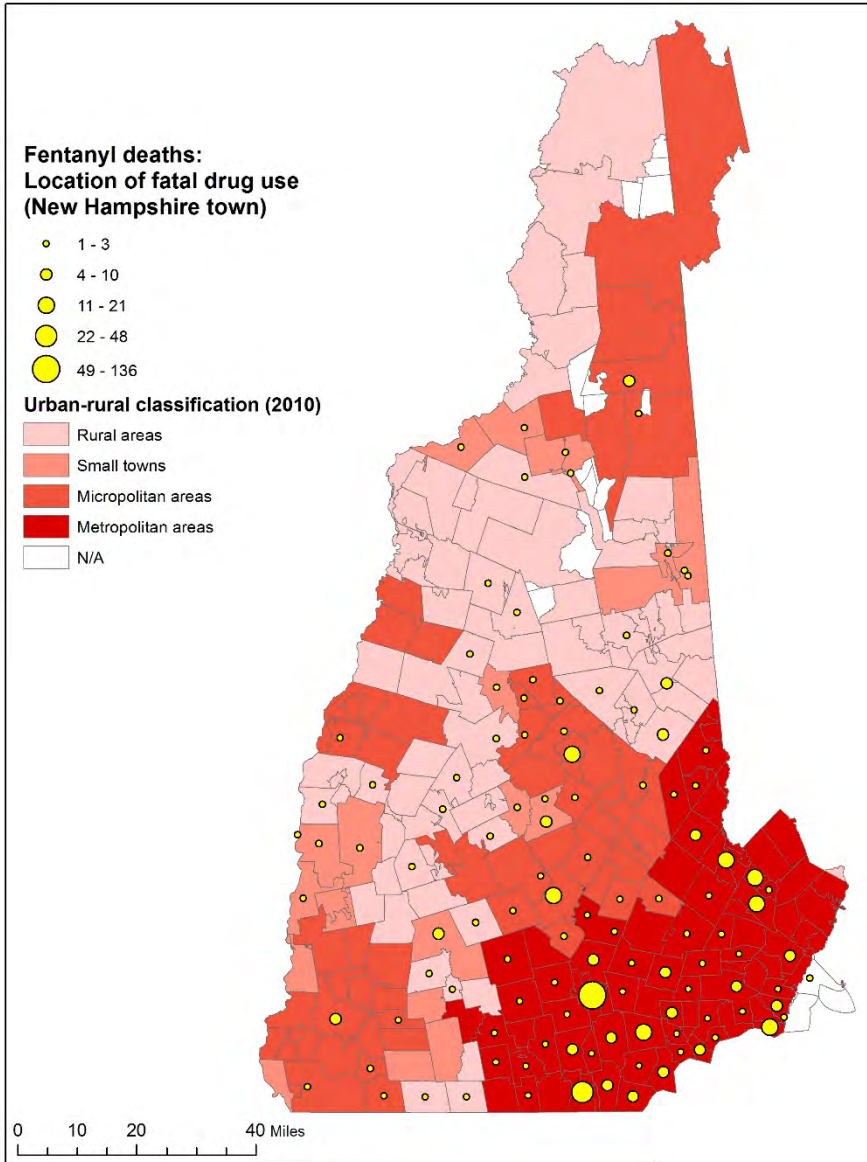 Fentanyl deaths:
Location of fatal drug use
(New Hampshire town)
1 - 3
4 - 10
11 - 21
22 - 48
49 - 136
Urban-rural classification (2010)
Rural areas
Small towns
Micropolitan areas
Metropolitan areas
N/A
0 10 20 40 Miles